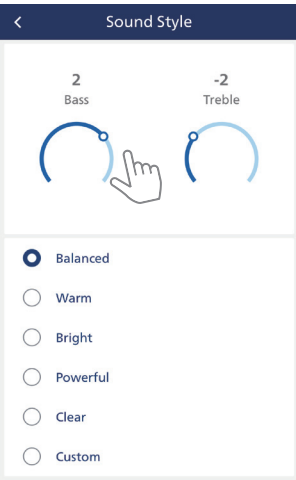 Sound Style
2 -2
Bass Treble
Balanced
Warm
Bright
Powerful
Clear
Custom